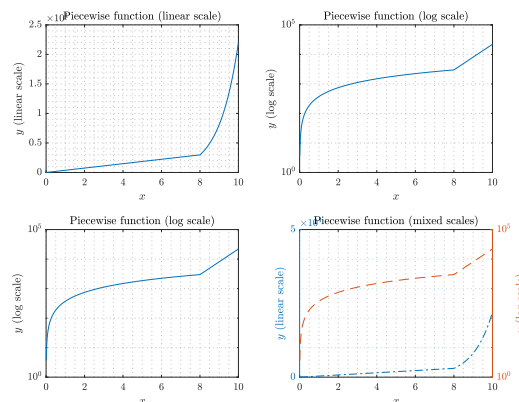 Piecewise function (linear scale)
2.5
2
1.5
1
0.5
0
y (linear scale)
0 2 4 6 8 10
x
Piecewise function (log scale)
10^5
10^0
y (log scale)
0 2 4 6 8 10
x
Piecewise function (log scale)
10^5
10^0
y (log scale)
0 2 4 6 8 10
x
Piecewise function (mixed scales)
5
0
y (linear scale)
10^5
10^0
0 2 4 6 8 10
x